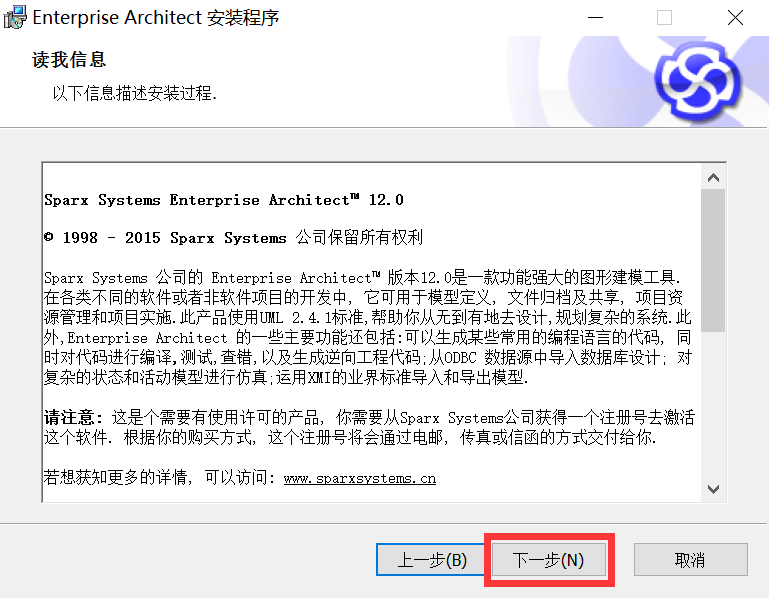 Enterprise Architect 安装程序
读我信息
以下信息描述安装过程.
Sparx Systems Enterprise Architect™ 12.0
© 1998 - 2015 Sparx Systems 公司保留所有权利
Sparx Systems 公司的 Enterprise Architect™ 版本12.0是一款功能强大的图形建模工具.
在各类不同的软件或者非软件项目的开发中, 它可用于模型定义, 文件归档及共享, 项目资
源管理和项目实施.此产品使用UML 2.4.1标准,帮助你从无到有地去设计,规划复杂的系统.此
外,Enterprise Architect 的一些主要功能还包括:可以生成某些常用的编程语言的代码, 同
时对代码进行编译,测试,查错,以及生成逆向工程代码;从ODBC 数据源中导入数据库设计; 对
复杂的状态和活动模型进行仿真;运用XMI的业界标准导入和导出模型.
请注意: 这是个需要有使用许可的产品, 你需要从Sparx Systems公司获得一个注册号去激活
这个软件. 根据你的购买方式, 这个注册号将会通过电邮, 传真或信函的方式交付给你.
若想获知更多的详情, 可以访问: www.sparxsystems.cn
上一步(B) 下一步(N) 取消